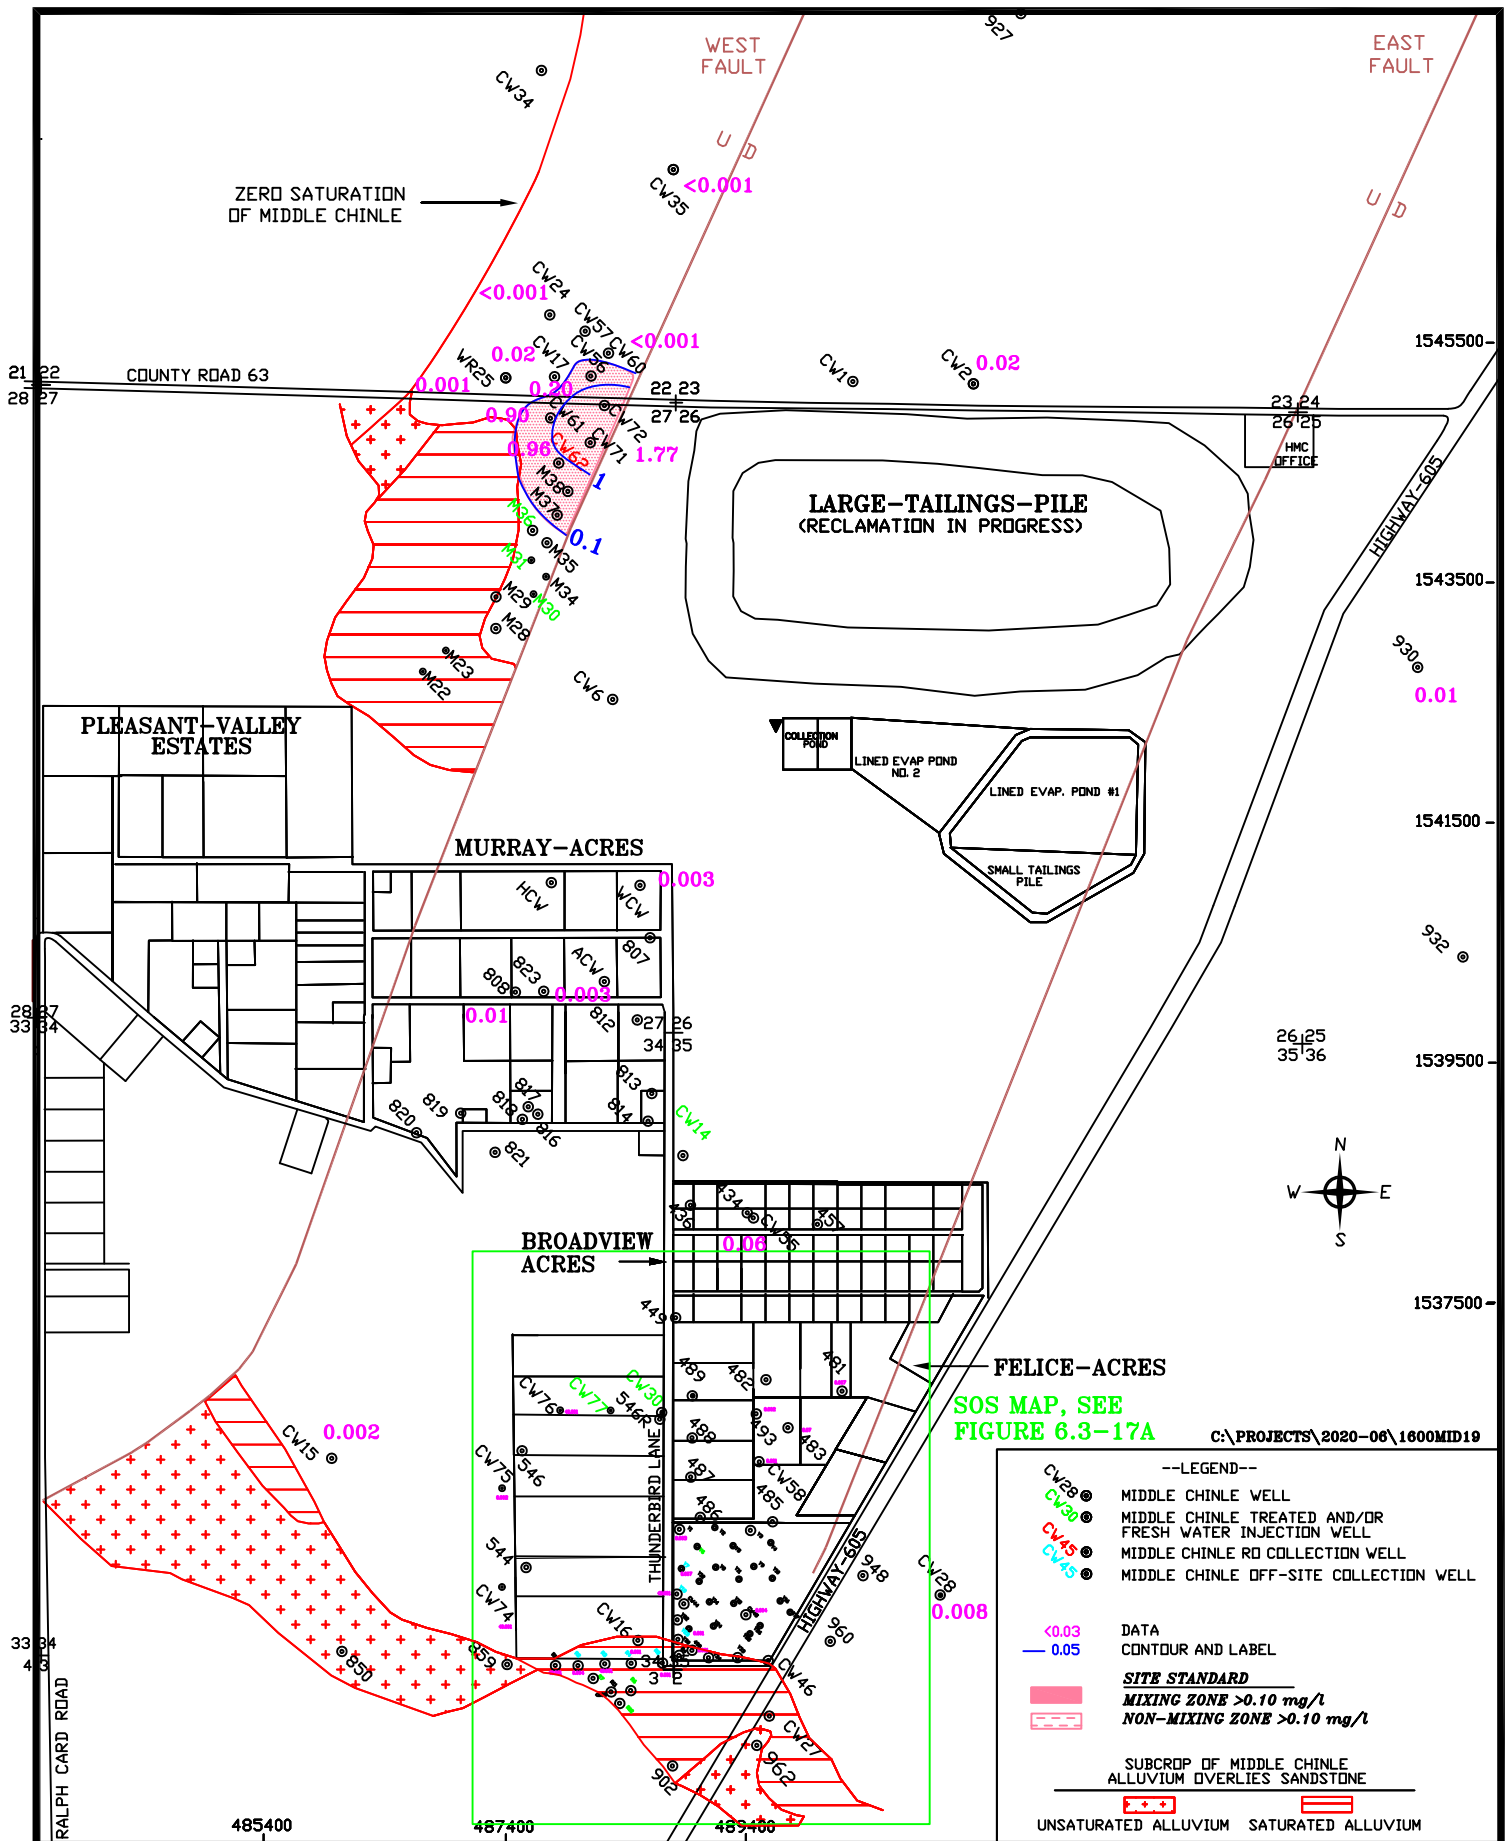 927
WEST
FAULT
EAST
FAULT
CW34
U D
CW35
<0.001
ZERO SATURATION
OF MIDDLE CHINLE
U D
CW24
<0.001
CW57
CW60
<0.001
CW56
CW17
0.02
WR25
CW1
CW2
0.02
1545500
21 22
28 27
COUNTY ROAD 63
0.001
0.20
22 23
27 26
23 24
26 25
0.90
CW61
CW72
HMC
OFFICE
0.96
CW62
CW71
1.77
M38
1
M37
LARGE-TAILINGS-PILE
(RECLAMATION IN PROGRESS)
HIGHWAY-605
M36
0.1
M31
M35
M34
1543500
M29
M30
M28
M23
M22
CW6
930
0.01
PLEASANT-VALLEY
ESTATES
COLLECTION
POND
LINED EVAP POND
NO. 2
LINED EVAP. POND #1
1541500
SMALL TAILINGS
PILE
MURRAY-ACRES
HCW
WCW
0.003
807
932
808
823
ACW
0.003
0.01
812
28 27
33 34
27 26
34 35
26 25
35 36
1539500
813
814
817
818
816
819
820
821
CW14
N
W E
S
436
434
CW55
457
BROADVIEW
ACRES
0.06
449
1537500
489
482
481
FELICE-ACRES
CW76
CW77
546R
CW30
SOS MAP, SEE
FIGURE 6.3-17A
C:\PROJECTS\2020-06\1600MID19
CW15
0.002
488
493
483
CW75
546
487
CW58
485
486
THUNDERBIRD LANE
544
CW74
HIGHWAY-605
948
CW28
0.008
CW16
960
33 34
4 3
850
859
34 35
3 2
CW46
CW27
962
902
RALPH CARD ROAD
485400
487400
489400
--LEGEND--
CW28
MIDDLE CHINLE WELL
CW30
MIDDLE CHINLE TREATED AND/OR
FRESH WATER INJECTION WELL
CW45
MIDDLE CHINLE RO COLLECTION WELL
CW45
MIDDLE CHINLE OFF-SITE COLLECTION WELL
<0.03 DATA
0.05 CONTOUR AND LABEL
SITE STANDARD
MIXING ZONE >0.10 mg/l
NON-MIXING ZONE >0.10 mg/l
SUBCROP OF MIDDLE CHINLE
ALLUVIUM OVERLIES SANDSTONE
UNSATURATED ALLUVIUM SATURATED ALLUVIUM